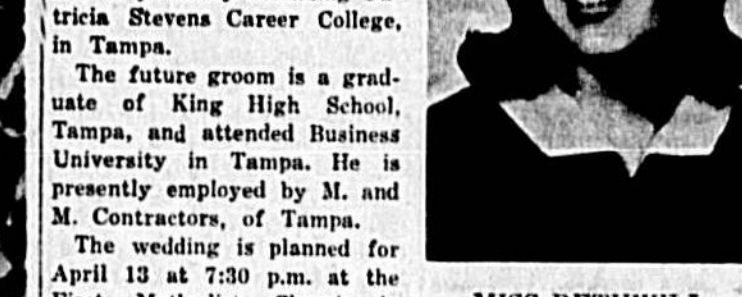 tricia Stevens Career College,
in Tampa.
The future groom is a grad-
uate of King High School,
Tampa, and attended Business
University in Tampa. He is
presently employed by M. and
M. Contractors, of Tampa.
The wedding is planned for
April 13 at 7:30 p.m. at the
MISS